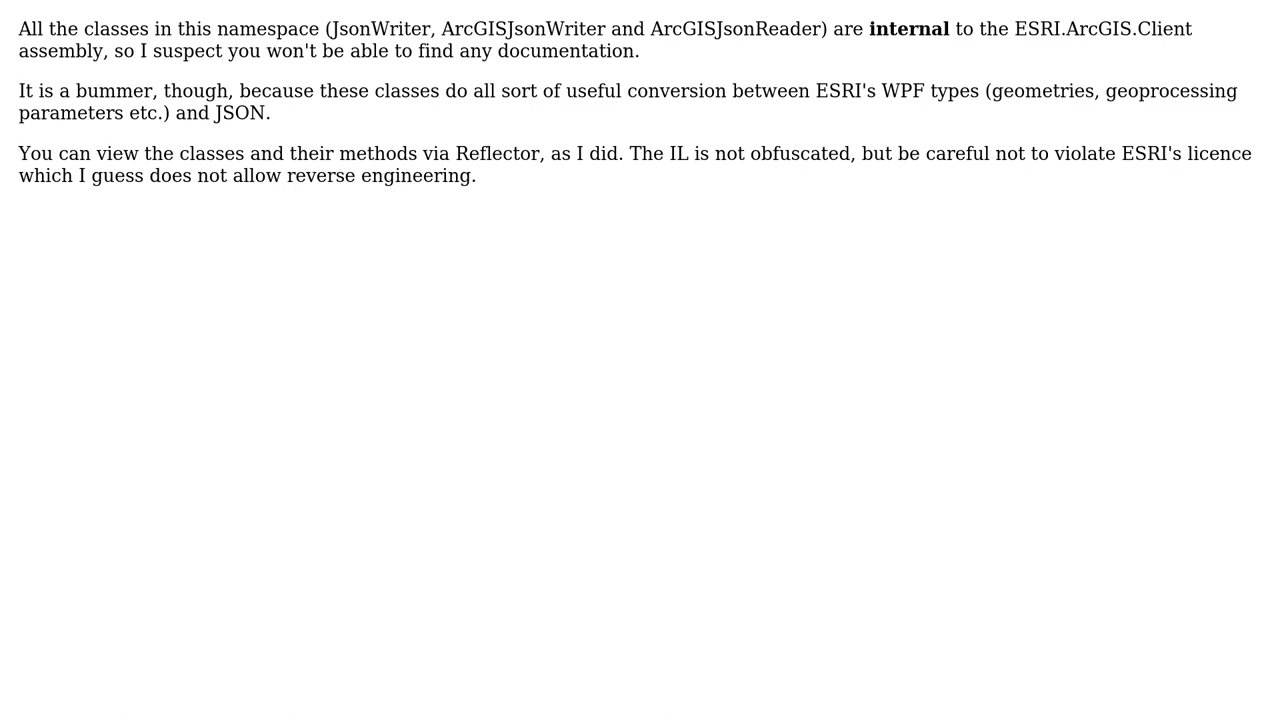 All the classes in this namespace (JsonWriter, ArcGISJsonWriter and ArcGISJsonReader) are internal to the ESRI.ArcGIS.Client
assembly, so I suspect you won't be able to find any documentation.
It is a bummer, though, because these classes do all sort of useful conversion between ESRI's WPF types (geometries, geoprocessing
parameters etc.) and JSON.
You can view the classes and their methods via Reflector, as I did. The IL is not obfuscated, but be careful not to violate ESRI's licence
which I guess does not allow reverse engineering.